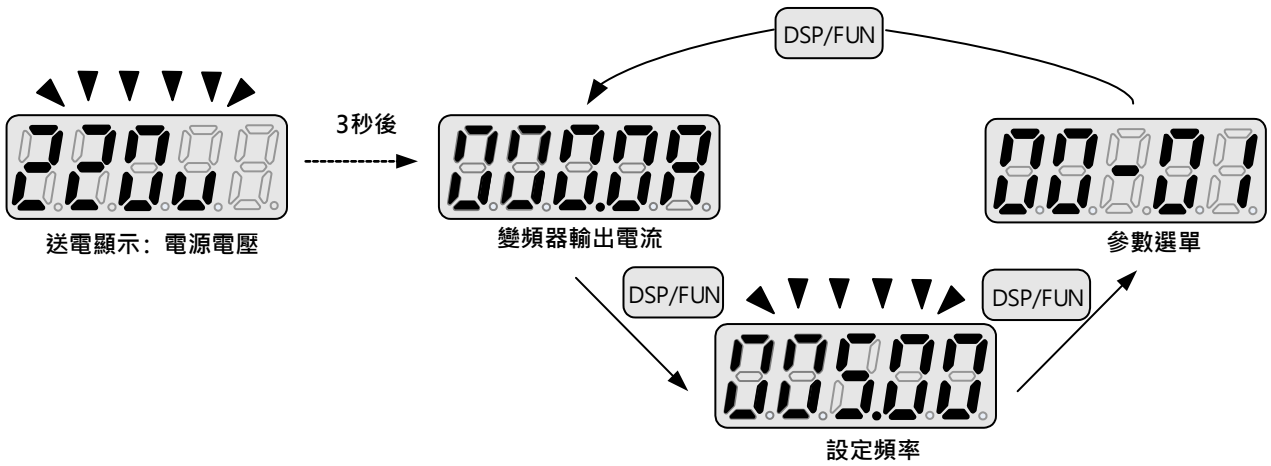 DSP/FUN
220u
3秒後
000.0A
00-01
送電顯示：電源電壓
變頻器輸出電流
參數選單
DSP/FUN
DSP/FUN
005.00
設定頻率